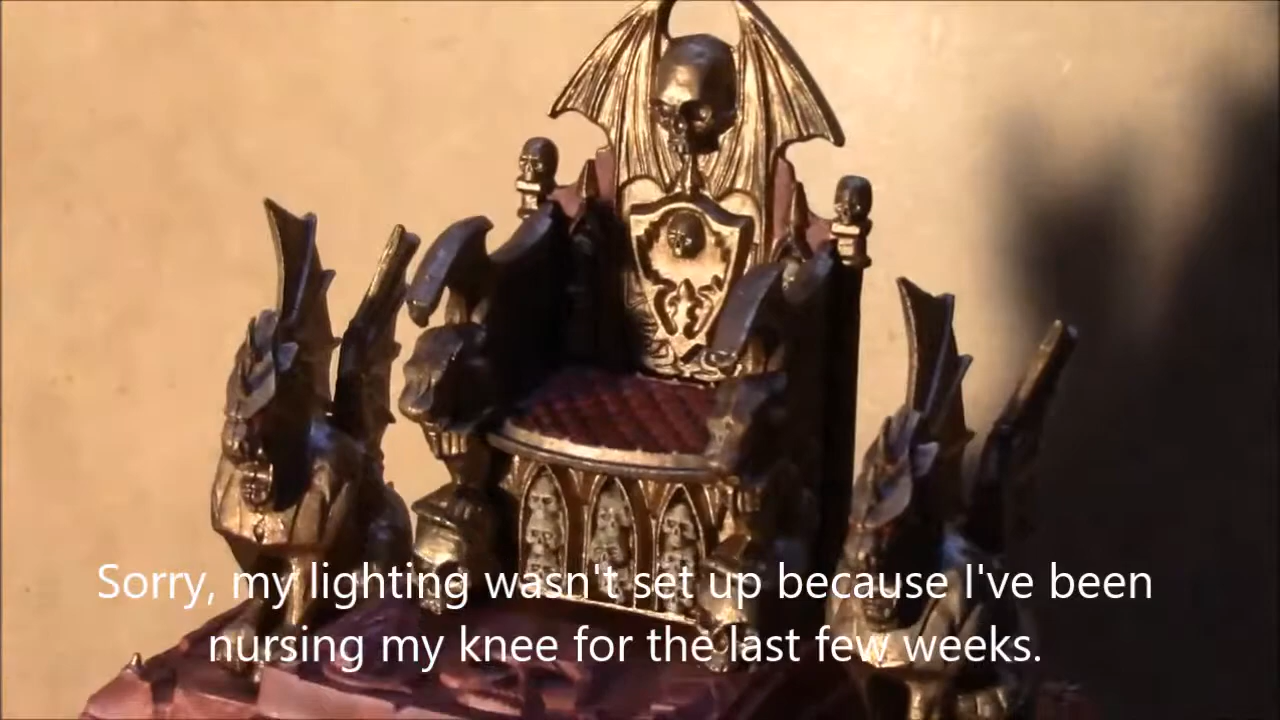 Sorry, my lighting wasn't set up because I've been
nursing my knee for the last few weeks.